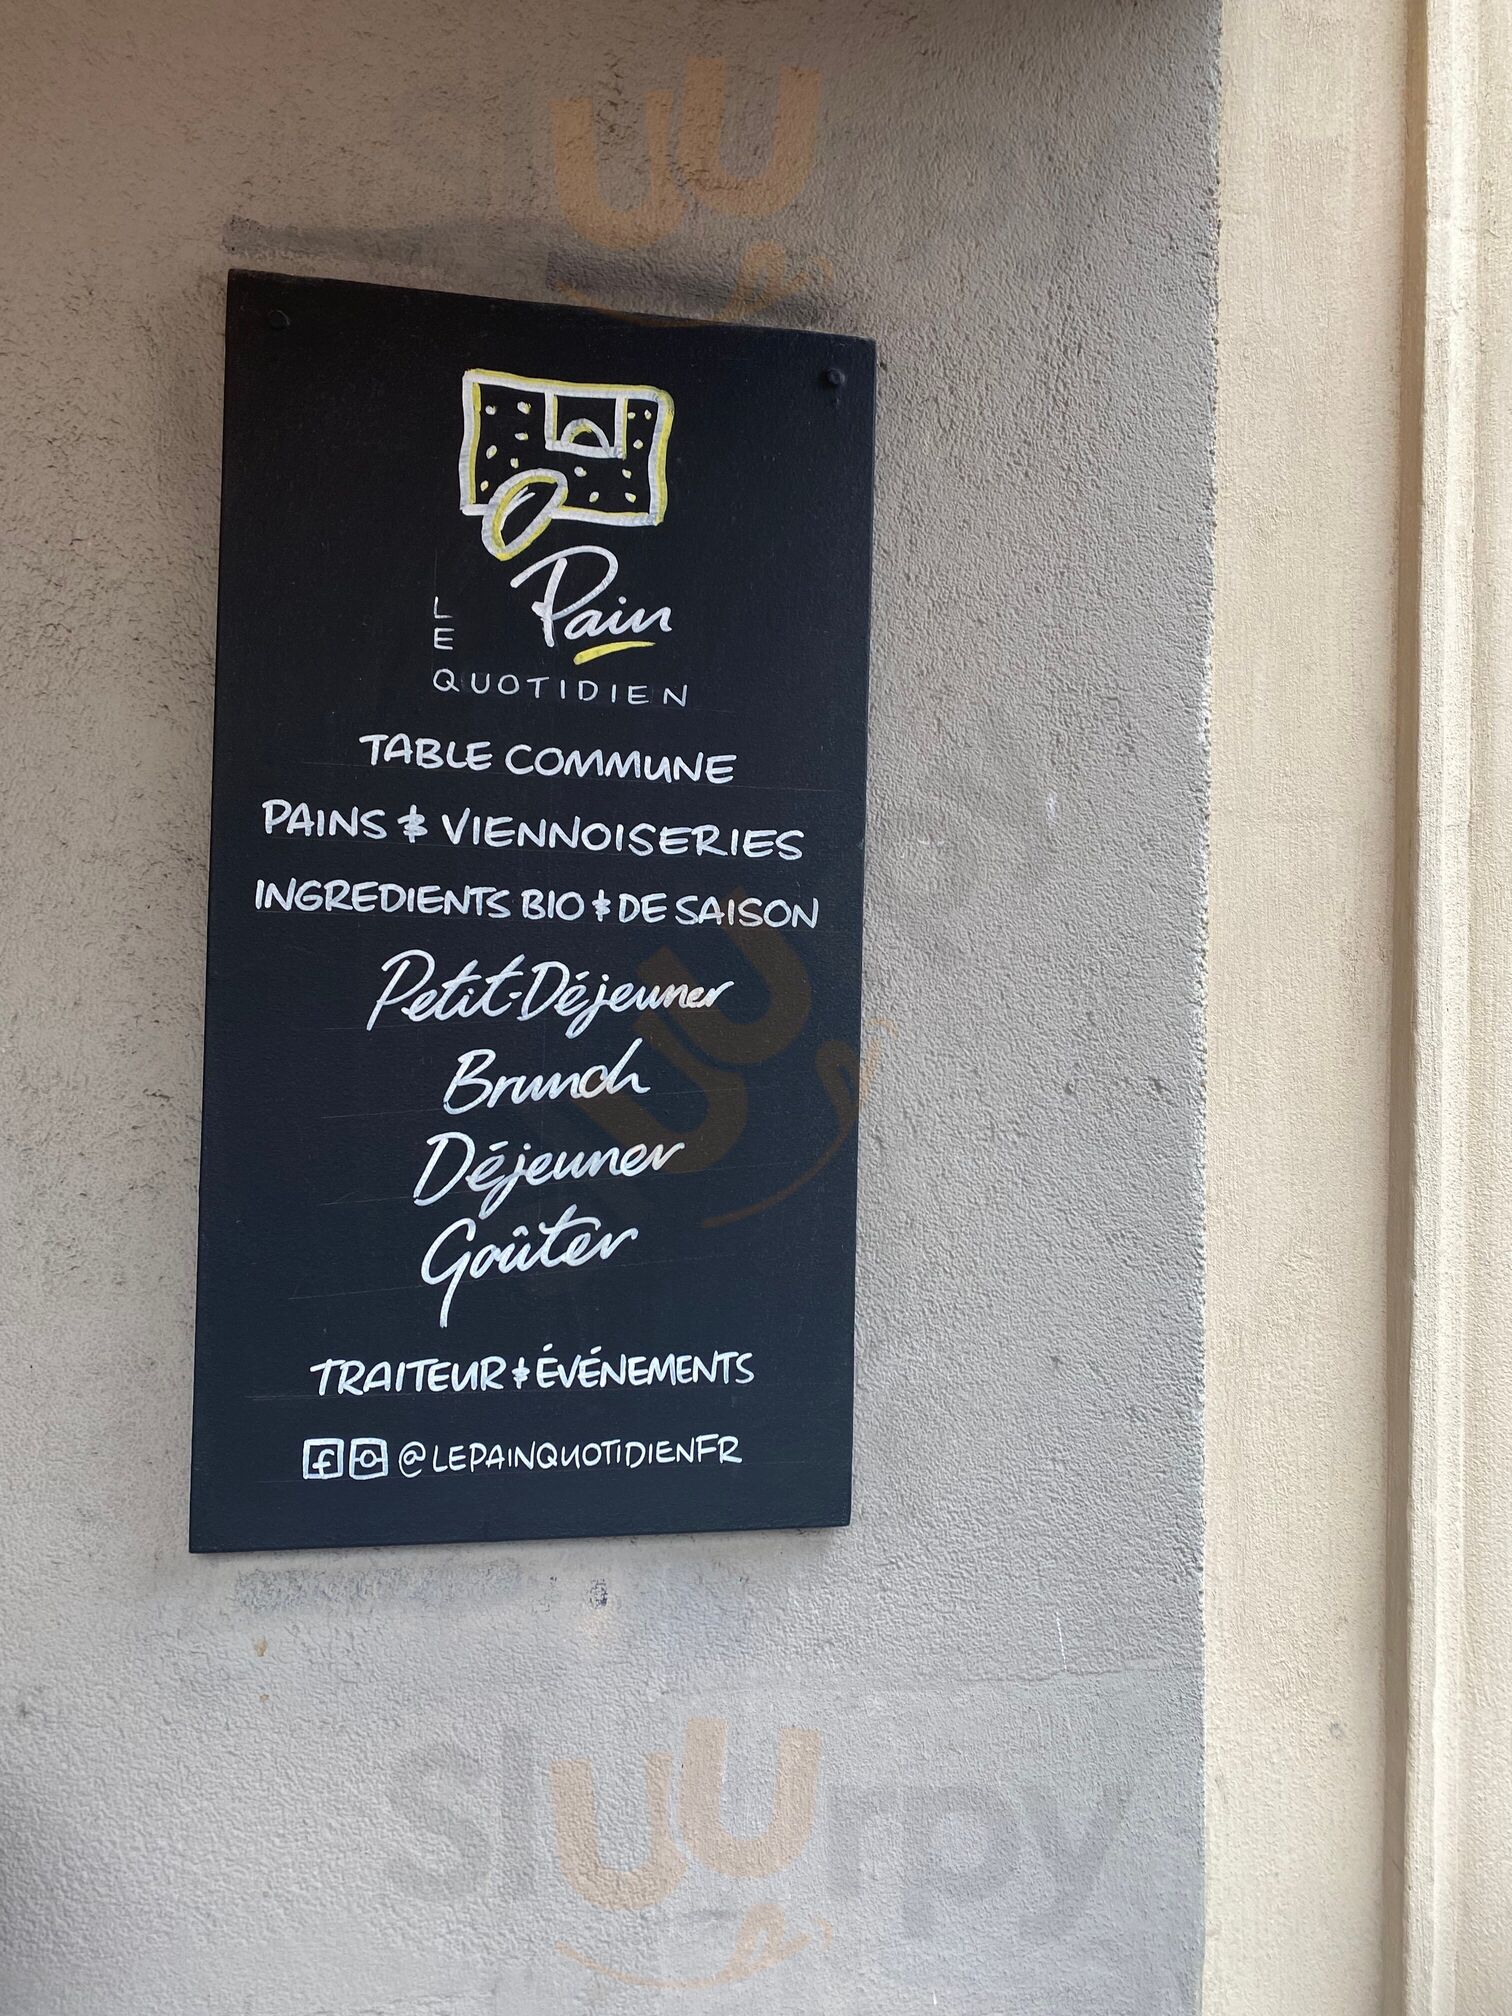 Pain
LE
QUOTIDIEN
TABLE COMMUNE
PAINS & VIENNOISERIES
INGREDIENTS BIO & DE SAISON
Petit-Déjeuner
Brunch
Déjeuner
Goûter
TRAITEUR & ÉVÉNEMENTS
@LEPAINQUOTIDIENFR
Sluurpy